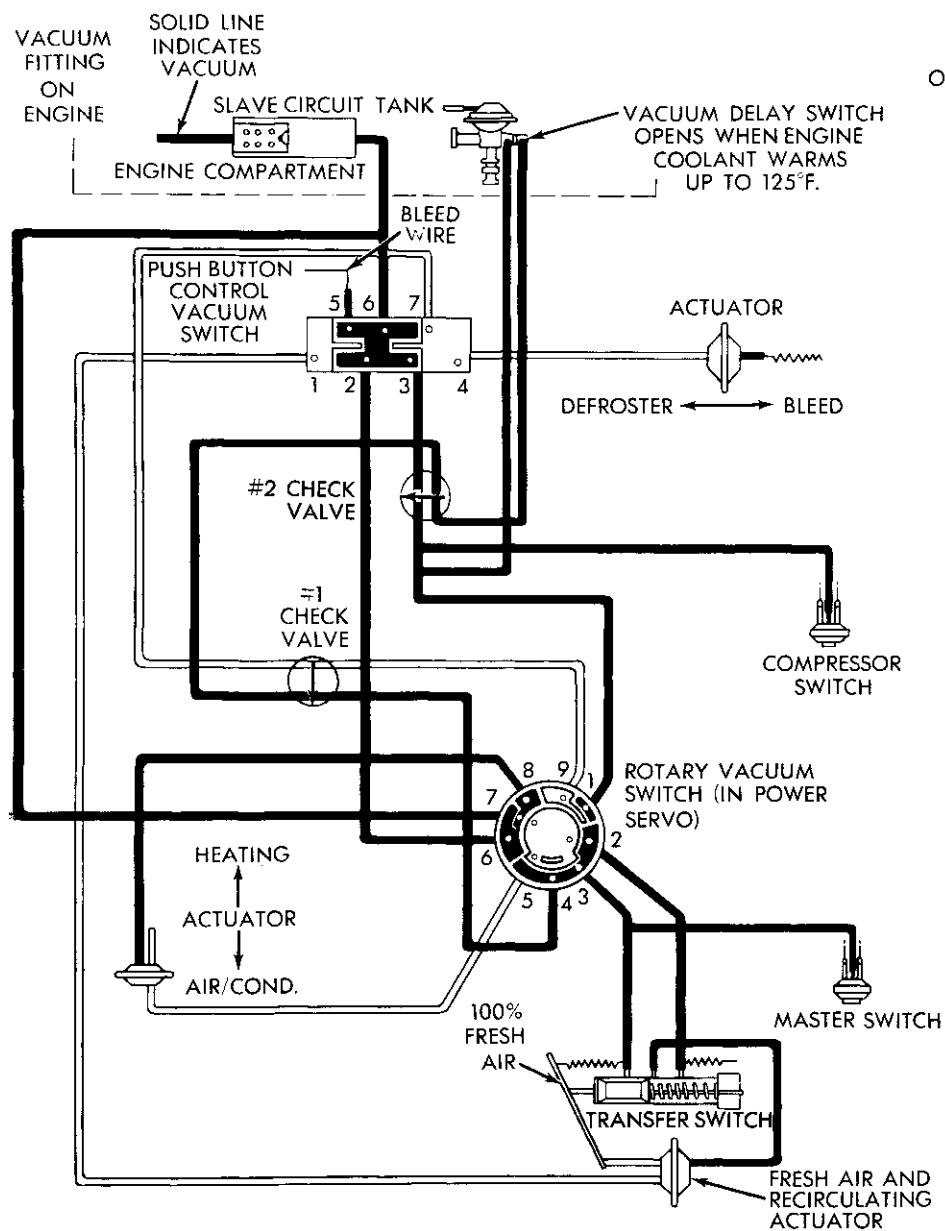 VACUUM
FITTING
ON
ENGINE
SOLID LINE
INDICATES
VACUUM
SLAVE CIRCUIT TANK
ENGINE COMPARTMENT
VACUUM DELAY SWITCH
OPENS WHEN ENGINE
COOLANT WARMS
UP TO 125°F.
BLEED
WIRE
PUSH BUTTON
CONTROL
VACUUM
SWITCH
5 6 7
1 2 3 4
ACTUATOR
DEFROSTER
BLEED
#2 CHECK
VALVE
#1
CHECK
VALVE
COMPRESSOR
SWITCH
8 9 1
7
2
6
5 4 3
ROTARY VACUUM
SWITCH (IN POWER
SERVO)
HEATING
ACTUATOR
AIR/COND.
MASTER SWITCH
100%
FRESH
AIR
TRANSFER SWITCH
FRESH AIR AND
RECIRCULATING
ACTUATOR